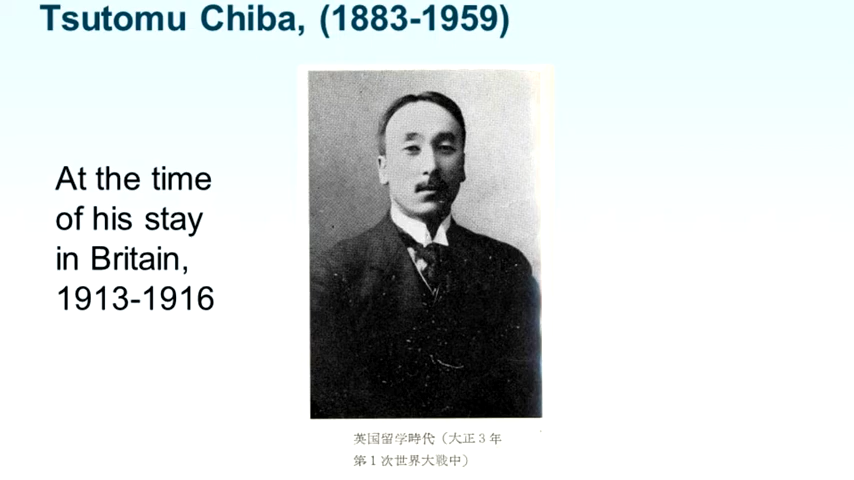 Tsutomu Chiba, (1883-1959)
At the time
of his stay
in Britain,
1913-1916
英国留学時代（大正３年
第１次世界大戦中）